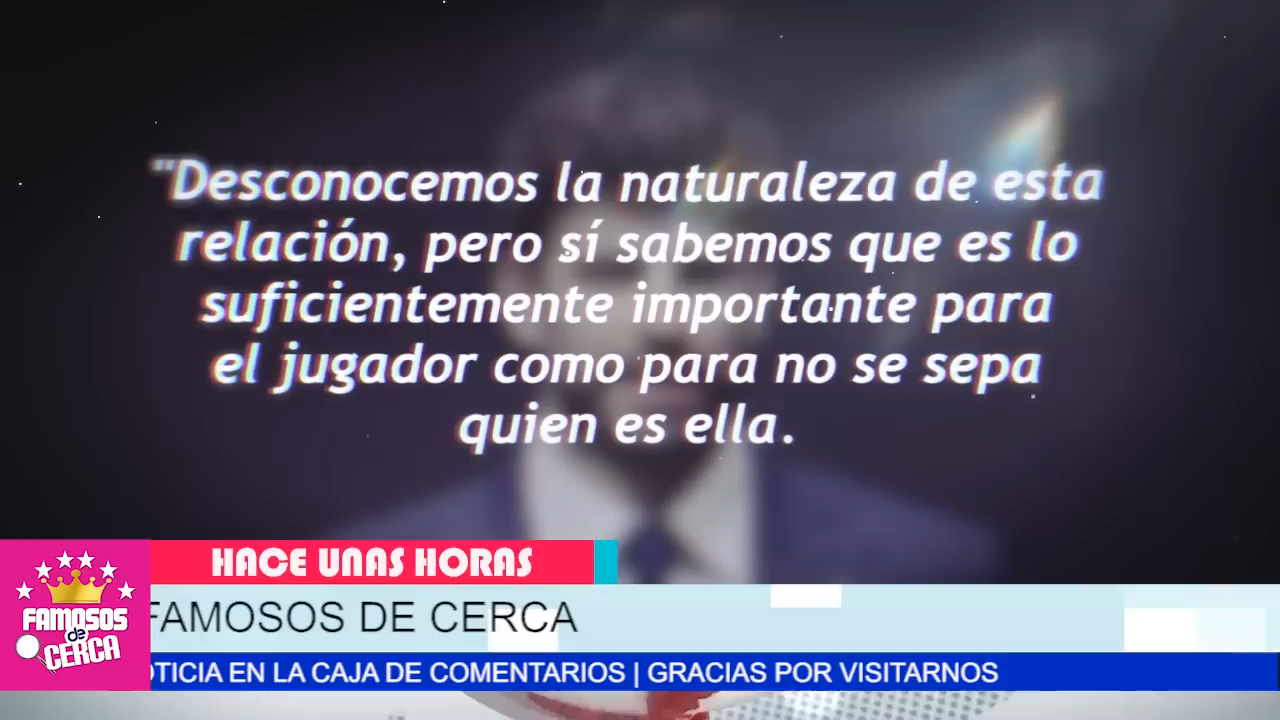 "Desconocemos la naturaleza de esta
relación, pero sí sabemos que es lo
suficientemente importante para
el jugador como para no se sepa
quien es ella.
HACE UNAS HORAS
FAMOSOS
de
CERCA
FAMOSOS DE CERCA
OTICIA EN LA CAJA DE COMENTARIOS | GRACIAS POR VISITARNOS